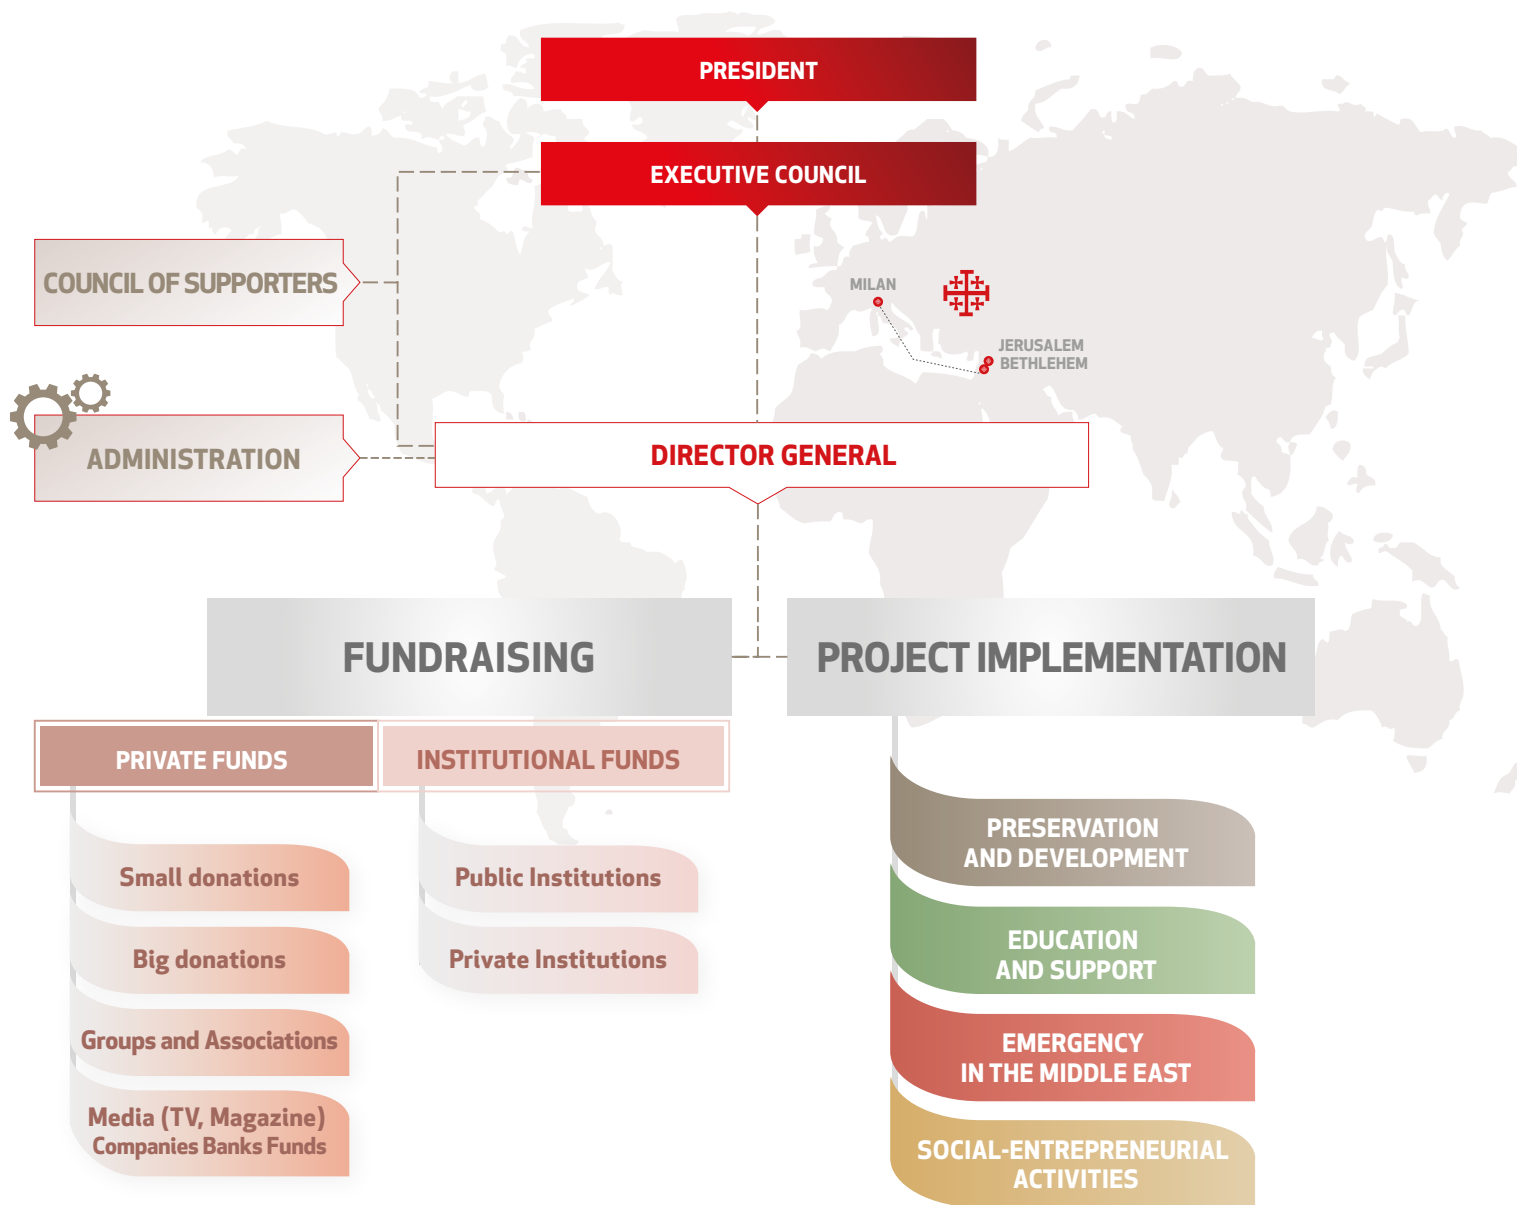 PRESIDENT
EXECUTIVE COUNCIL
COUNCIL OF SUPPORTERS
MILAN
JERUSALEM
BETHLEHEM
ADMINISTRATION
DIRECTOR GENERAL
FUNDRAISING
PROJECT IMPLEMENTATION
PRIVATE FUNDS
INSTITUTIONAL FUNDS
Small donations
Big donations
Groups and Associations
Media (TV, Magazine)
Companies Banks Funds
Public Institutions
Private Institutions
PRESERVATION
AND DEVELOPMENT
EDUCATION
AND SUPPORT
EMERGENCY
IN THE MIDDLE EAST
SOCIAL-ENTREPRENEURIAL
ACTIVITIES